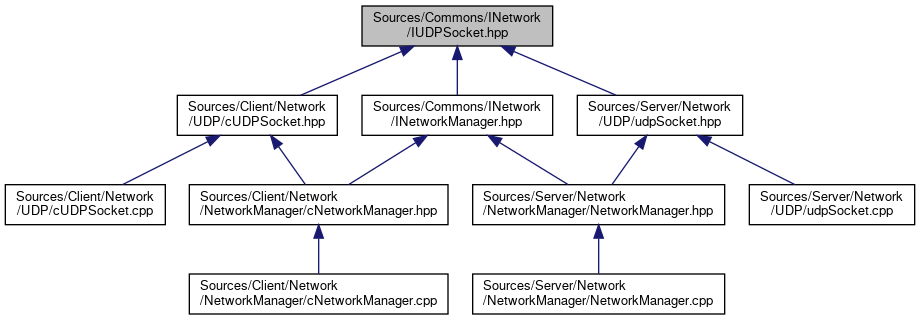 Sources/Commons/INetwork
/IUDPSocket.hpp
Sources/Client/Network
/UDP/cUDPSocket.hpp
Sources/Commons/INetwork
/INetworkManager.hpp
Sources/Server/Network
/UDP/udpSocket.hpp
Sources/Client/Network
/UDP/cUDPSocket.cpp
Sources/Client/Network
/NetworkManager/cNetworkManager.hpp
Sources/Server/Network
/NetworkManager/NetworkManager.hpp
Sources/Server/Network
/UDP/udpSocket.cpp
Sources/Client/Network
/NetworkManager/cNetworkManager.cpp
Sources/Server/Network
/NetworkManager/NetworkManager.cpp